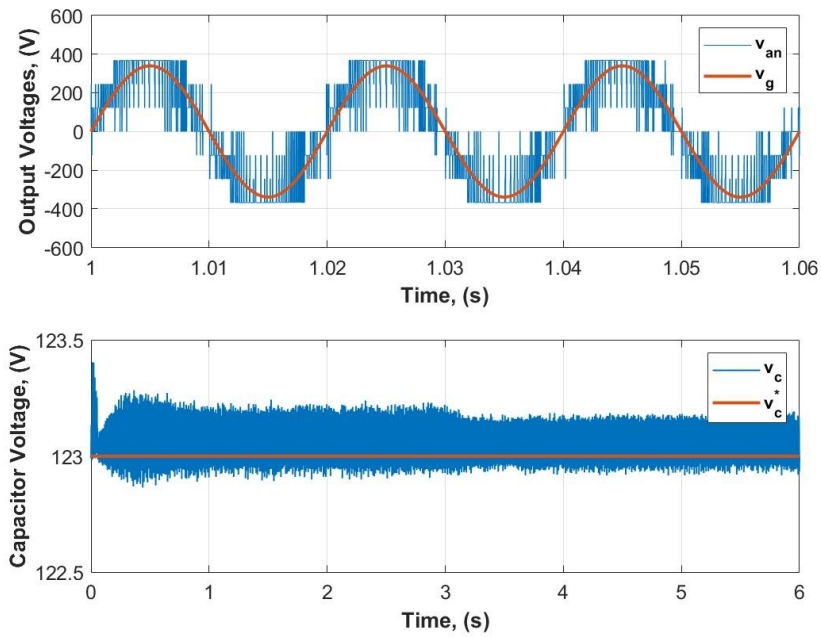 Output Voltages, (V)
600
400
200
0
-200
-400
-600
v_an
v_g
1 1.01 1.02 1.03 1.04 1.05 1.06
Time, (s)
Capacitor Voltage, (V)
123.5
123
122.5
v_c
v_c^*
0 1 2 3 4 5 6
Time, (s)